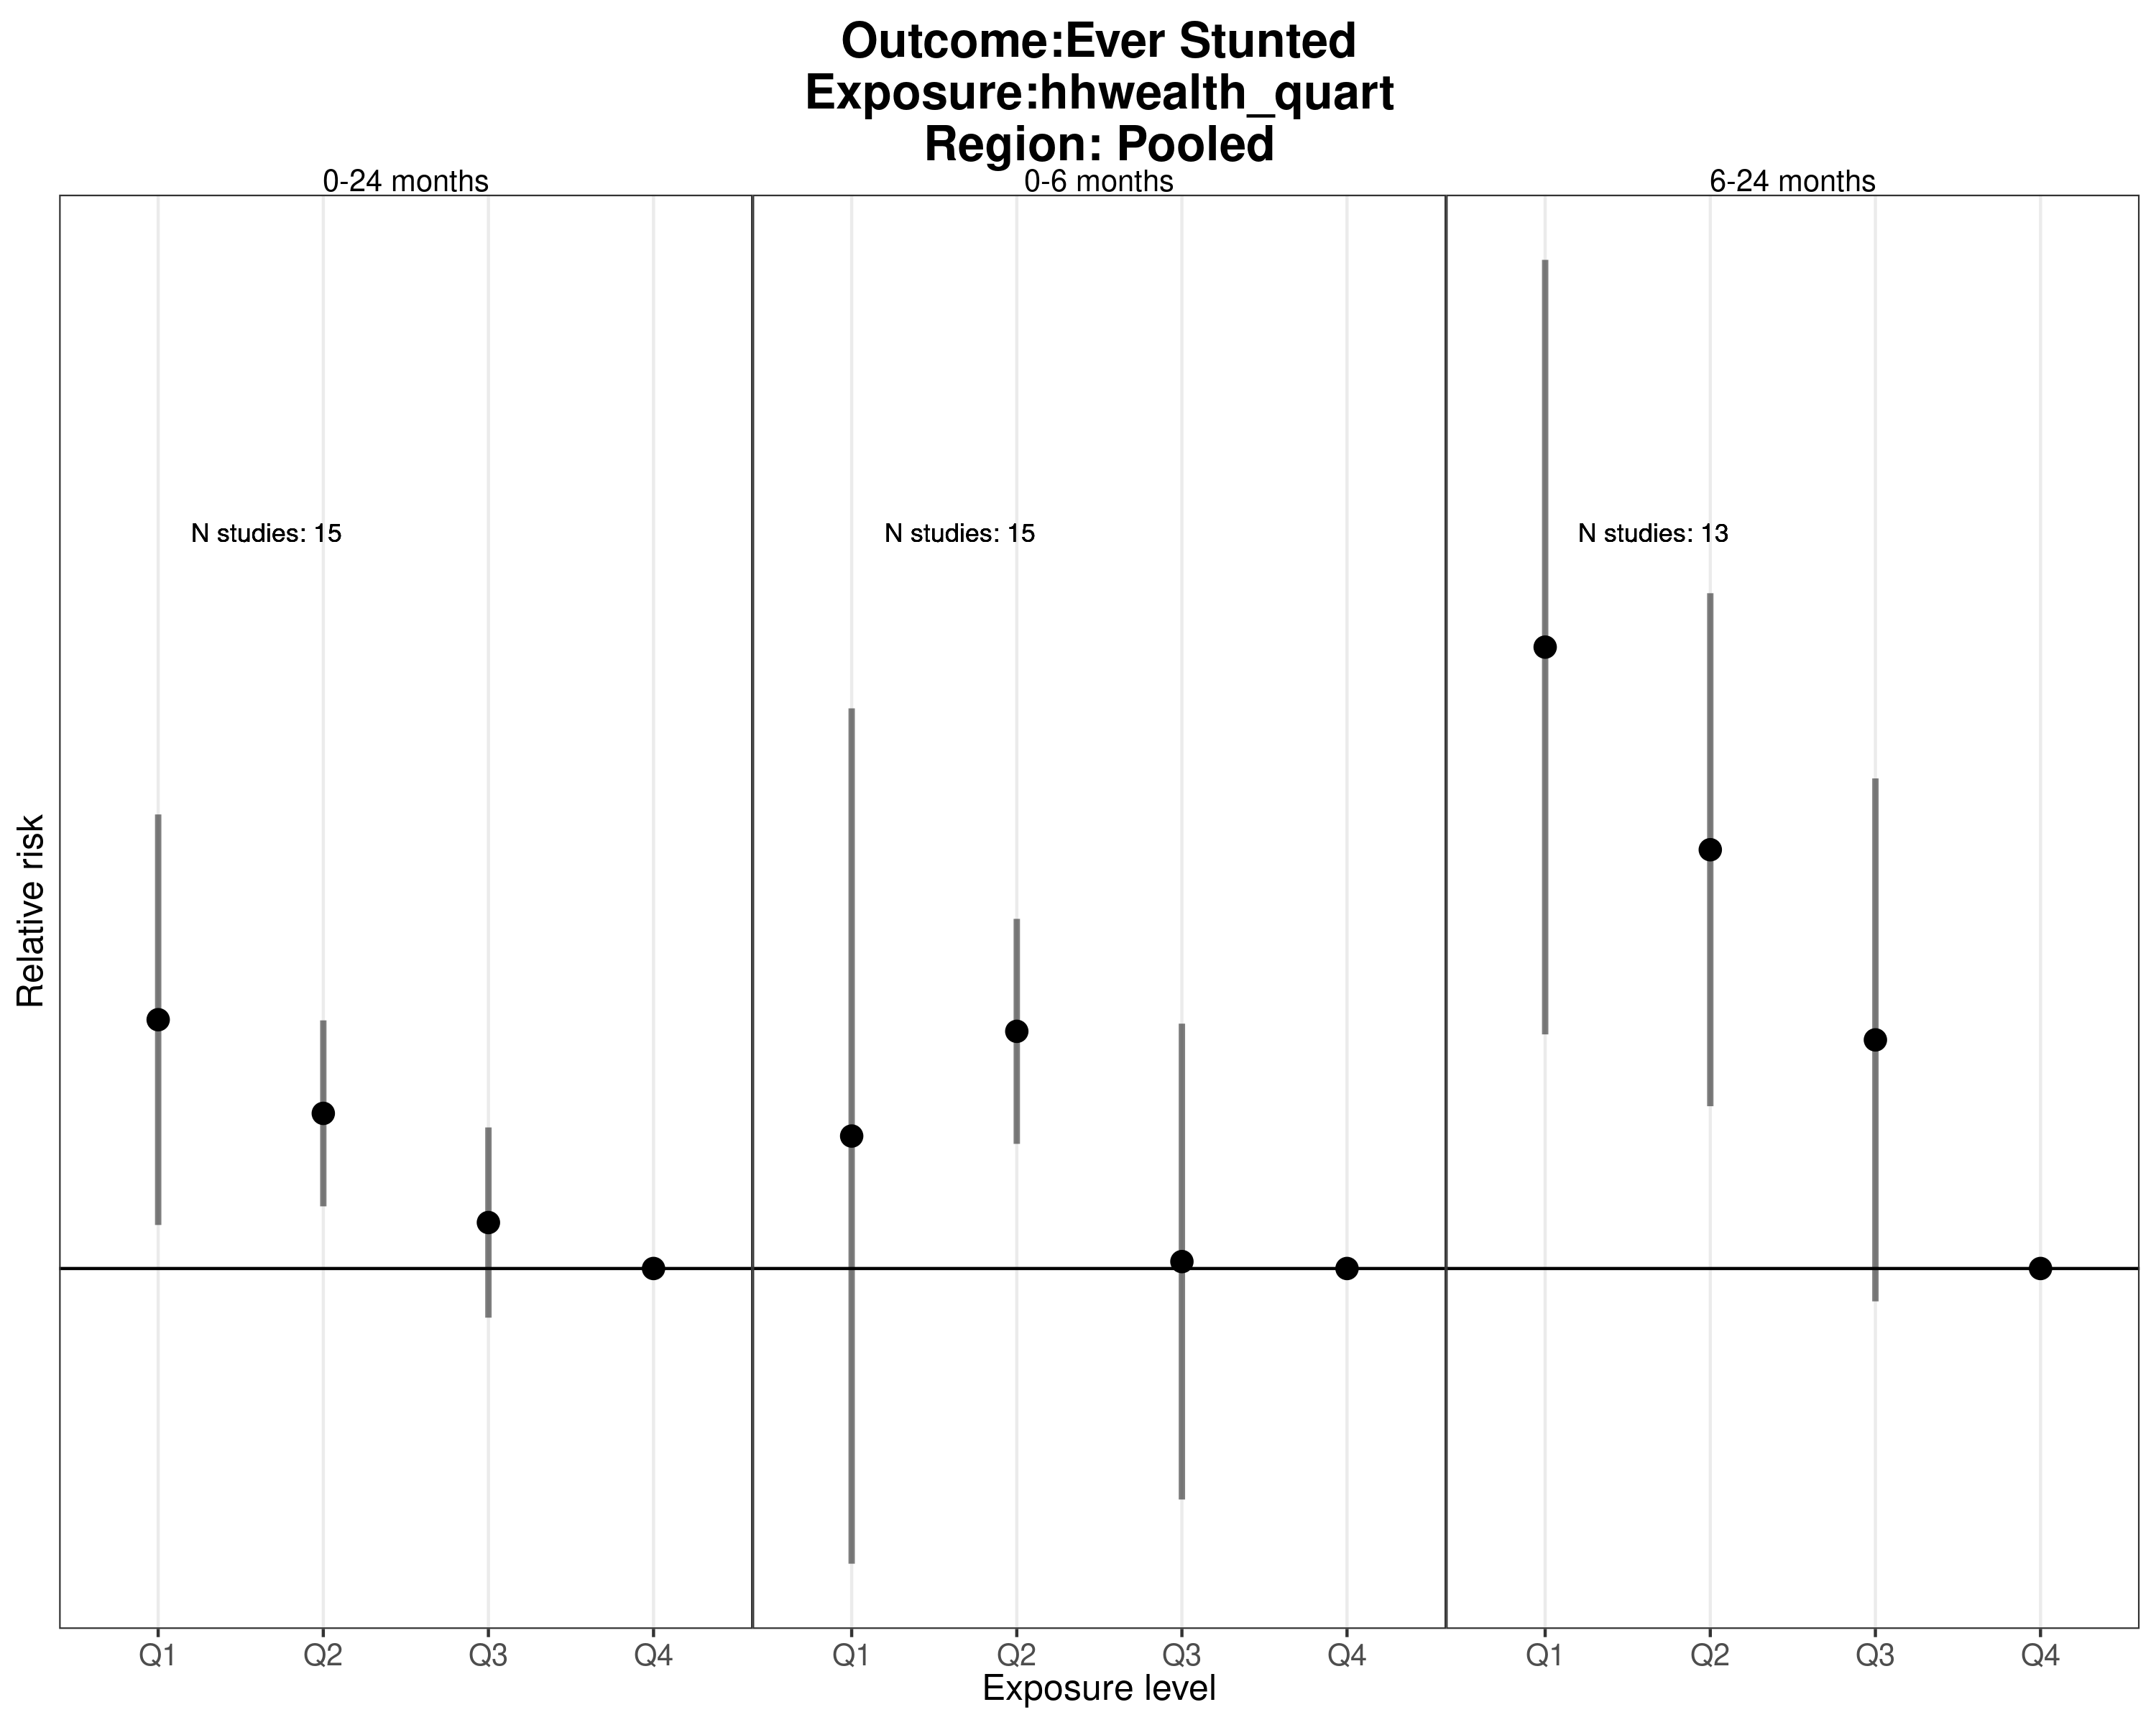 Outcome:Ever Stunted
Exposure:hhwealth_quart
Region: Pooled
0-24 months
0-6 months
6-24 months
N studies: 15
N studies: 15
N studies: 13
Relative risk
Q1 Q2 Q3 Q4
Q1 Q2 Q3 Q4
Q1 Q2 Q3 Q4
Exposure level